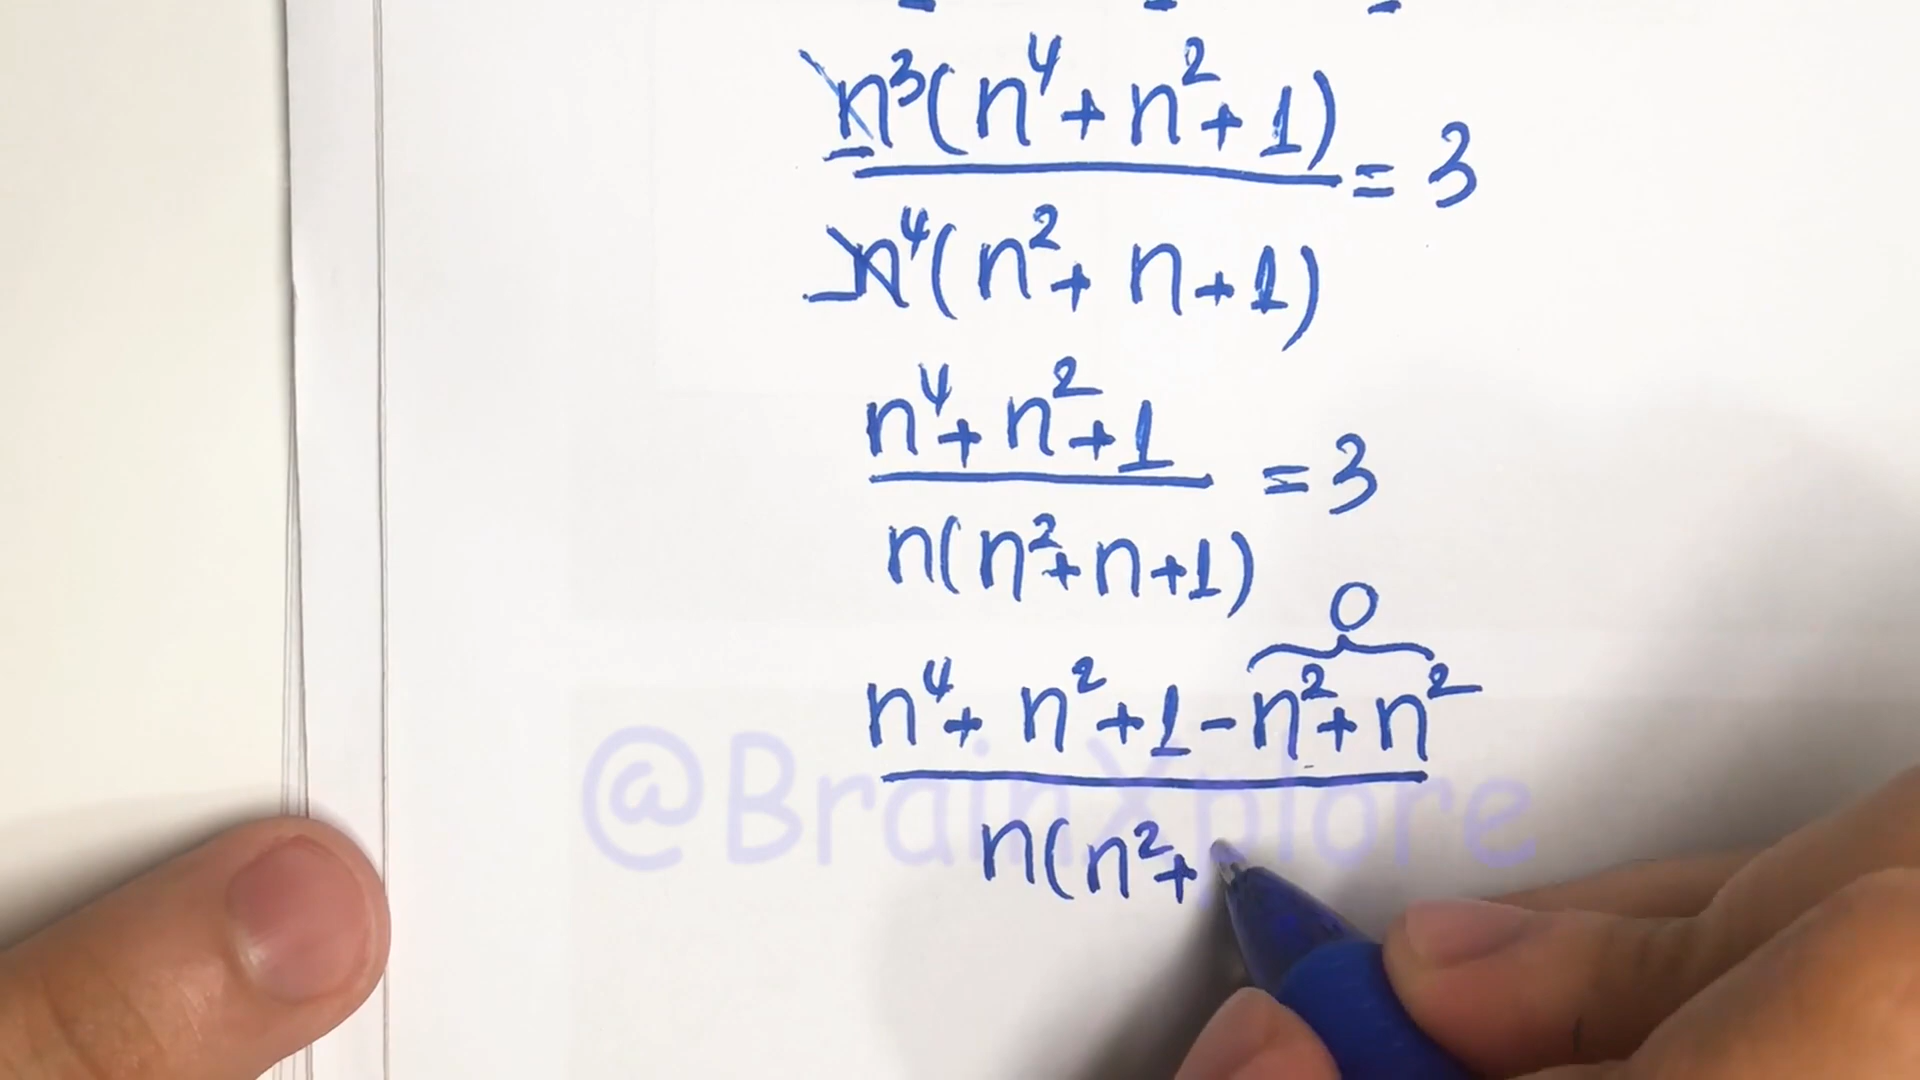 n³(n⁴+n²+1)
= 3
n⁴(n²+n+1)
n⁴+n²+1
= 3
n(n²+n+1)
0
n⁴+n²+1-n²+n²
@BrainXplore
n(n²+